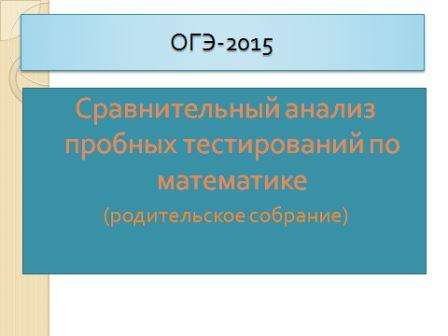 ОГЭ-2015
Сравнительный анализ
пробных тестирований по
математике
(родительское собрание)